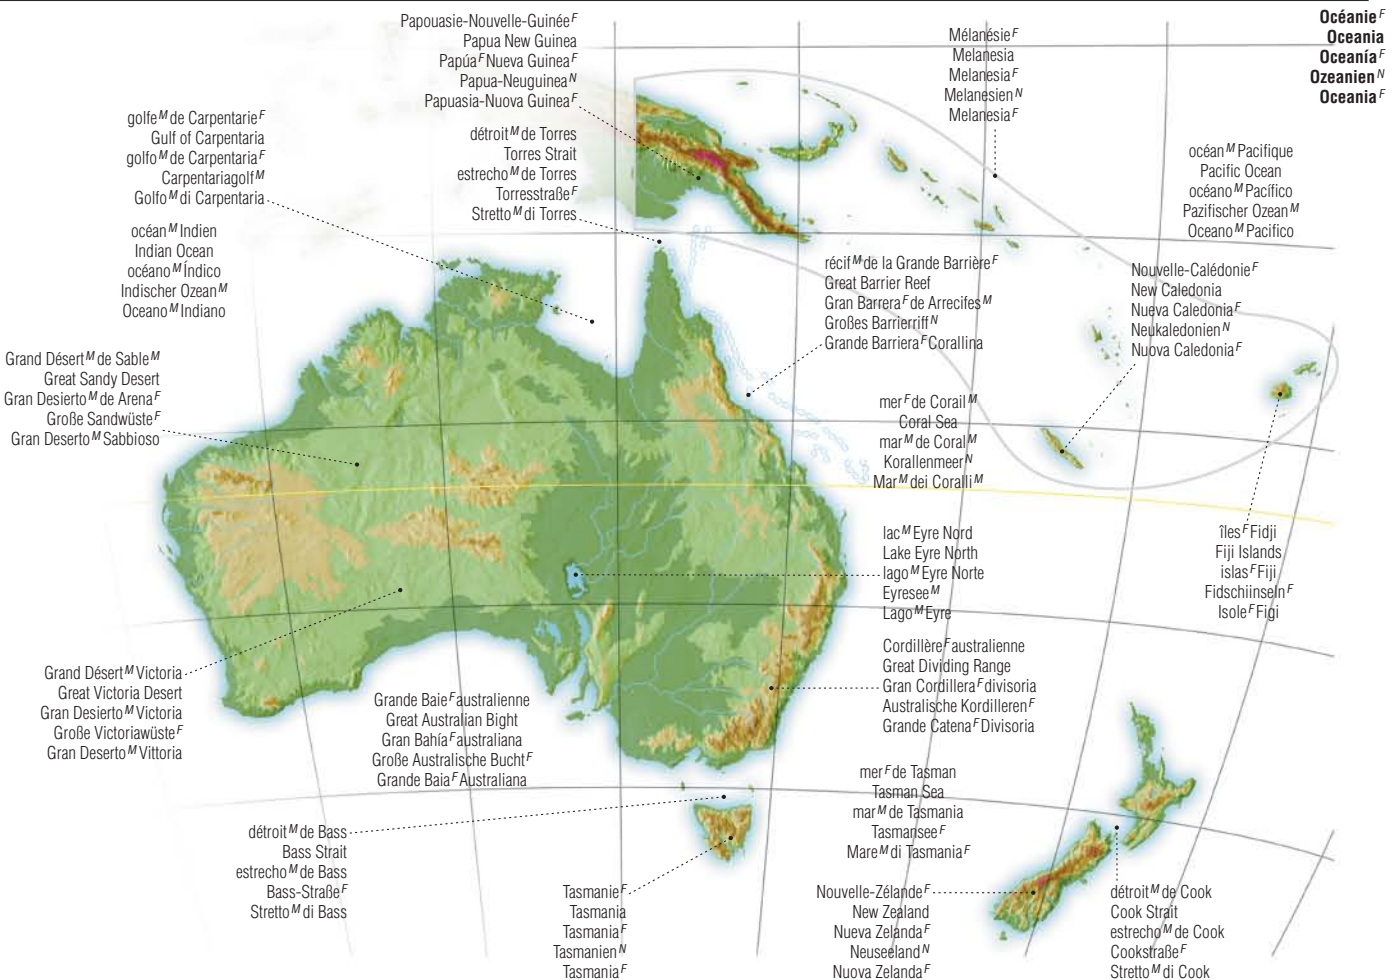 Océanie F
Oceania
Oceanía F
Ozeanien N
Oceania F
Papouasie-Nouvelle-Guinée F
Papua New Guinea
Papúa F Nueva Guinea F
Papua-Neuguinea N
Papuasia-Nuova Guinea F
Mélanésie F
Melanesia
Melanesia F
Melanesien N
Melanesia F
golfe M de Carpentarie F
Gulf of Carpentaria
golfo M de Carpentaria F
Carpentariagolf M
Golfo M di Carpentaria
détroit M de Torres
Torres Strait
estrecho M de Torres
Torresstraße F
Stretto M di Torres
océan M Pacifique
Pacific Ocean
océano M Pacífico
Pazifischer Ozean M
Oceano M Pacifico
océan M Indien
Indian Ocean
océano M Índico
Indischer Ozean M
Oceano M Indiano
récif M de la Grande Barrière F
Great Barrier Reef
Gran Barrera F de Arrecifes M
Großes Barrierriff N
Grande Barriera F Corallina
Nouvelle-Calédonie F
New Caledonia
Nueva Caledonia F
Neukaledonien N
Nuova Caledonia F
Grand Désert M de Sable M
Great Sandy Desert
Gran Desierto M de Arena F
Große Sandwüste F
Gran Deserto M Sabbioso
mer F de Corail M
Coral Sea
mar M de Coral M
Korallenmeer N
Mar M dei Coralli M
lac M Eyre Nord
Lake Eyre North
lago M Eyre Norte
Eyresee M
Lago M Eyre
îles F Fidji
Fiji Islands
islas F Fiji
Fidschiinseln F
Isole F Figi
Cordillère F australienne
Great Dividing Range
Gran Cordillera F divisoria
Australische Kordilleren F
Grande Catena F Divisoria
Grand Désert M Victoria
Great Victoria Desert
Gran Desierto M Victoria
Große Victoriawüste F
Gran Deserto M Vittoria
Grande Baie F australienne
Great Australian Bight
Gran Bahía F australiana
Große Australische Bucht F
Grande Baia F Australiana
mer F de Tasman
Tasman Sea
mar M de Tasmania
Tasmansee F
Mare M di Tasmania F
détroit M de Bass
Bass Strait
estrecho M de Bass
Bass-Straße F
Stretto M di Bass
Tasmanie F
Tasmania
Tasmania F
Tasmanien N
Tasmania F
Nouvelle-Zélande F
New Zealand
Nueva Zelanda F
Neuseeland N
Nuova Zelanda F
détroit M de Cook
Cook Strait
estrecho M de Cook
Cookstraße F
Stretto M di Cook